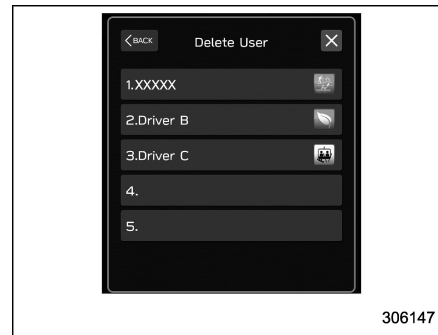 BACK Delete User X
1.XXXXX
2.Driver B
3.Driver C
4.
5.
306147